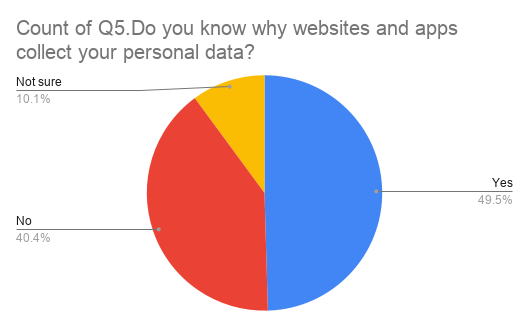 Count of Q5.Do you know why websites and apps
collect your personal data?
Not sure
10.1%
Yes
49.5%
No
40.4%